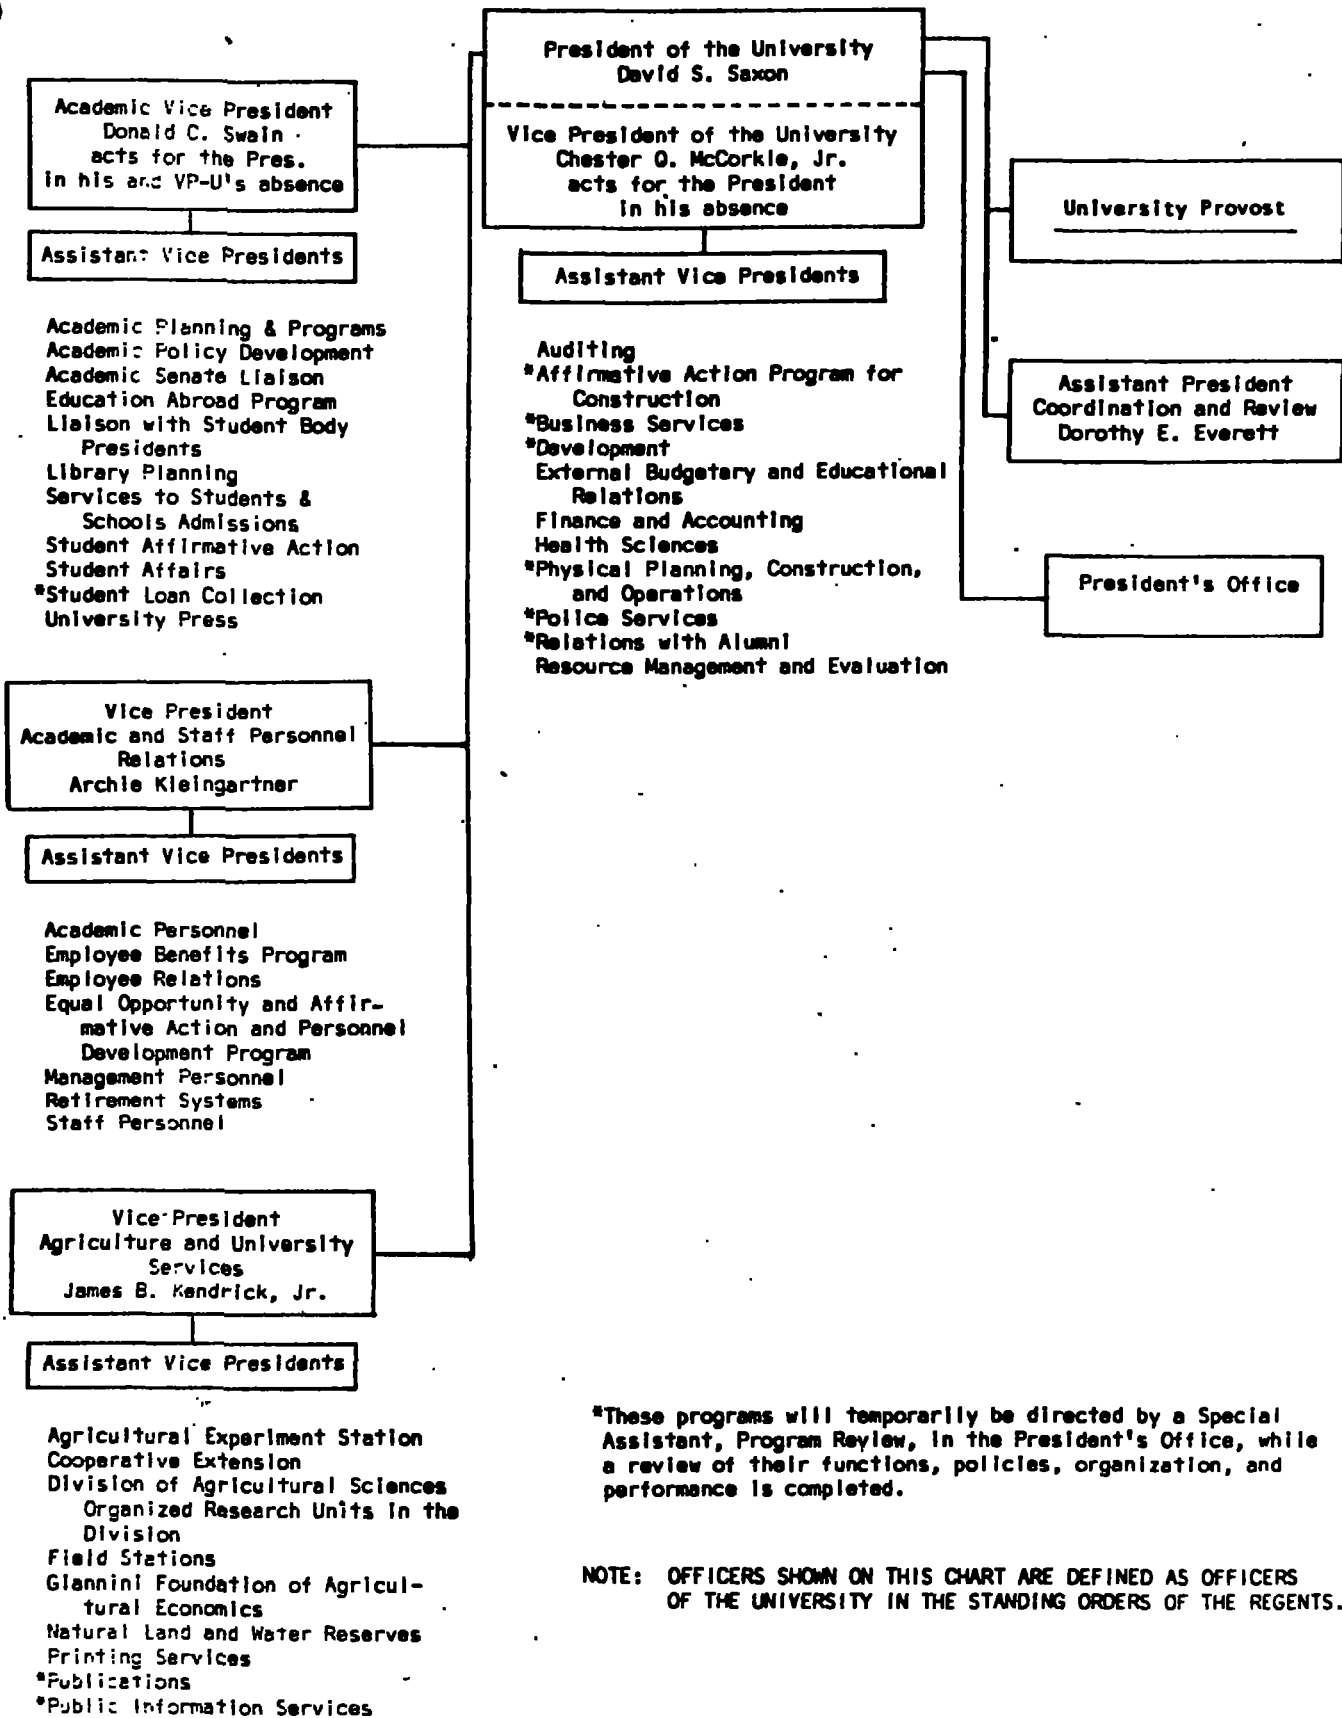 President of the University
David S. Saxon
Vice President of the University
Chester O. McCorkle, Jr.
acts for the President
in his absence
Assistant Vice Presidents
Auditing
*Affirmative Action Program for
Construction
*Business Services
*Development
External Budgetary and Educational
Relations
Finance and Accounting
Health Sciences
*Physical Planning, Construction,
and Operations
*Police Services
*Relations with Alumni
Resource Management and Evaluation
Academic Vice President
Donald C. Swain
acts for the Pres.
in his and VP-U's absence
Assistant Vice Presidents
Academic Planning & Programs
Academic Policy Development
Academic Senate Liaison
Education Abroad Program
Liaison with Student Body
Presidents
Library Planning
Services to Students &
Schools Admissions
Student Affirmative Action
Student Affairs
*Student Loan Collection
University Press
Vice President
Academic and Staff Personnel
Relations
Archie Kleingartner
Assistant Vice Presidents
Academic Personnel
Employee Benefits Program
Employee Relations
Equal Opportunity and Affir-
mative Action and Personnel
Development Program
Management Personnel
Retirement Systems
Staff Personnel
Vice President
Agriculture and University
Services
James B. Kendrick, Jr.
Assistant Vice Presidents
Agricultural Experiment Station
Cooperative Extension
Division of Agricultural Sciences
Organized Research Units in the
Division
Field Stations
Giannini Foundation of Agricul-
tural Economics
Natural Land and Water Reserves
Printing Services
*Publications
*Public Information Services
University Provost
Assistant President
Coordination and Review
Dorothy E. Everett
President's Office
*These programs will temporarily be directed by a Special
Assistant, Program Review, in the President's Office, while
a review of their functions, policies, organization, and
performance is completed.
NOTE: OFFICERS SHOWN ON THIS CHART ARE DEFINED AS OFFICERS
OF THE UNIVERSITY IN THE STANDING ORDERS OF THE REGENTS.